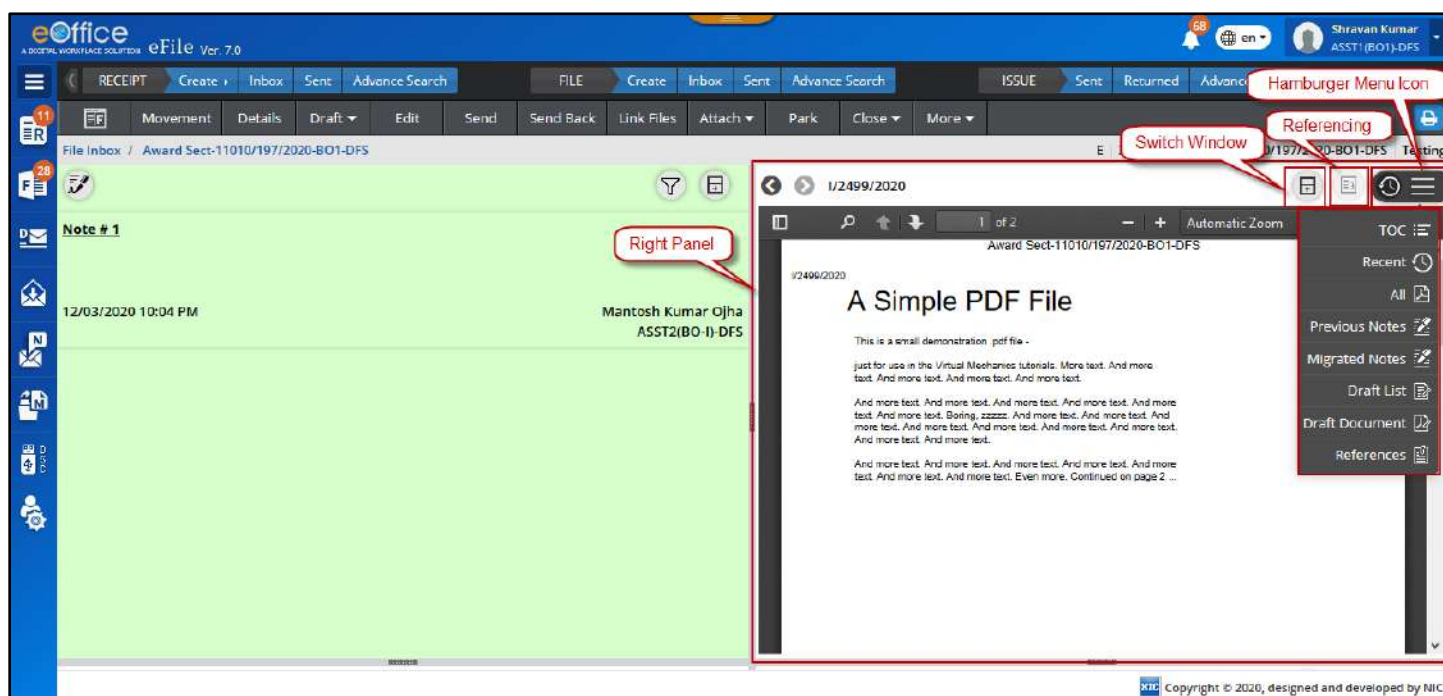 eOffice
A DIGITAL WORKPLACE SOLUTION eFile Ver. 7.0
68
en
Shravan Kumar
ASST1(BO1)-DFS
RECEIPT Create Inbox Sent Advance Search FILE Create Inbox Sent Advance Search ISSUE Sent Returned
Hamburger Menu Icon
11
R
Movement Details Draft Edit Send Send Back Link Files Attach Park Close More
Referencing
Switch Window
File Inbox / Award Sect-11010/197/2020-BO1-DFS
E
/197/2020-BO1-DFS Testing
28
F
I/2499/2020
Note # 1
1 of 2
Automatic Zoom
TOC
Recent
All
Previous Notes
Migrated Notes
Draft List
Draft Document
References
Right Panel
Award Sect-11010/197/2020-BO1-DFS
I/2499/2020
A Simple PDF File
This is a small demonstration .pdf file -
just for use in the Virtual Mechanics tutorials. More text. And more
text. And more text. And more text. And more text.
And more text. And more text. And more text. And more text. And more
text. And more text. Boring, zzzzz. And more text. And more text. And
more text. And more text. And more text. And more text. And more text.
And more text. And more text.
And more text. And more text. And more text. And more text. And more
text. And more text. And more text. Even more. Continued on page 2 ...
12/03/2020 10:04 PM
Mantosh Kumar Ojha
ASST2(BO-I)-DFS
D
N
M
DSC
NIC Copyright © 2020, designed and developed by NIC